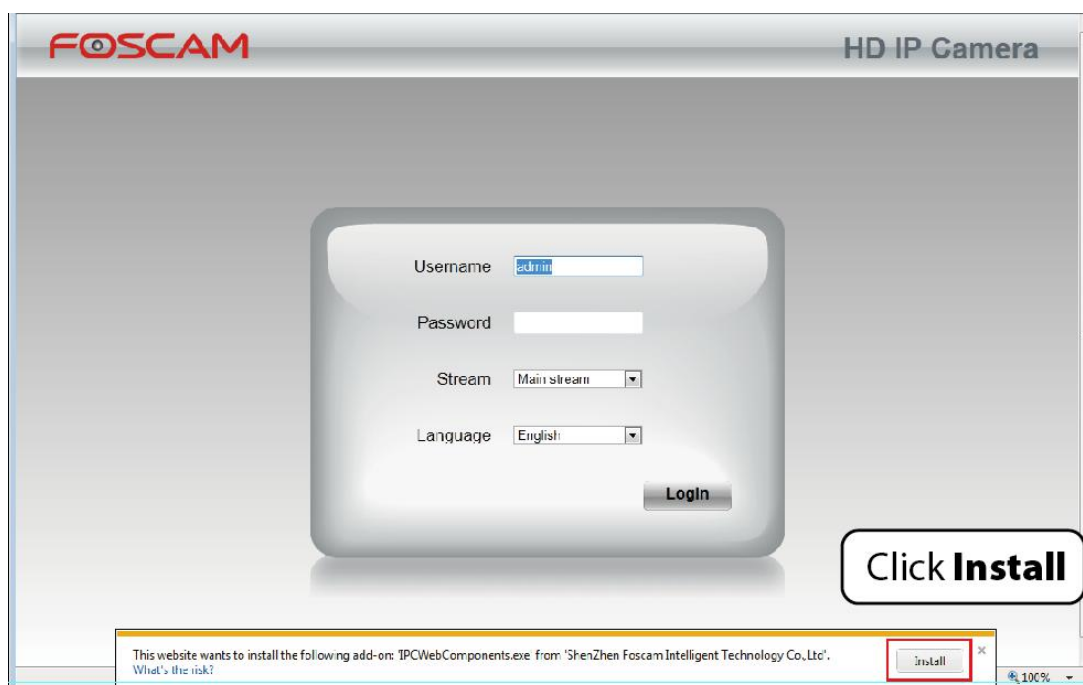 FOSCAM
HD IP Camera
Username admin
Password
Stream Main stream
Language English
Login
Click Install
This website wants to install the following add-on: 'IPCWebComponents.exe' from 'ShenZhen Foscam Intelligent Technology Co.,Ltd'.
What's the risk?
Install
×
100%